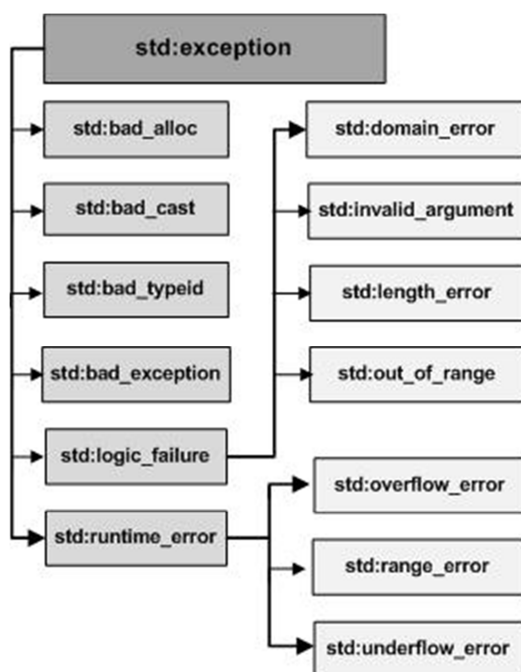 std:exception
std:bad_alloc
std:bad_cast
std:bad_typeid
std:bad_exception
std:logic_failure
std:runtime_error
std:domain_error
std:invalid_argument
std:length_error
std:out_of_range
std:overflow_error
std:range_error
std:underflow_error